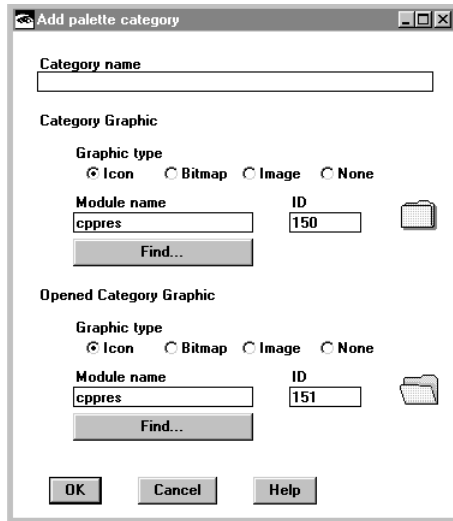 Add palette category
Category name
Category Graphic
Graphic type
Icon Bitmap Image None
Module name ID
cppres 150
Find...
Opened Category Graphic
Graphic type
Icon Bitmap Image None
Module name ID
cppres 151
Find...
OK Cancel Help